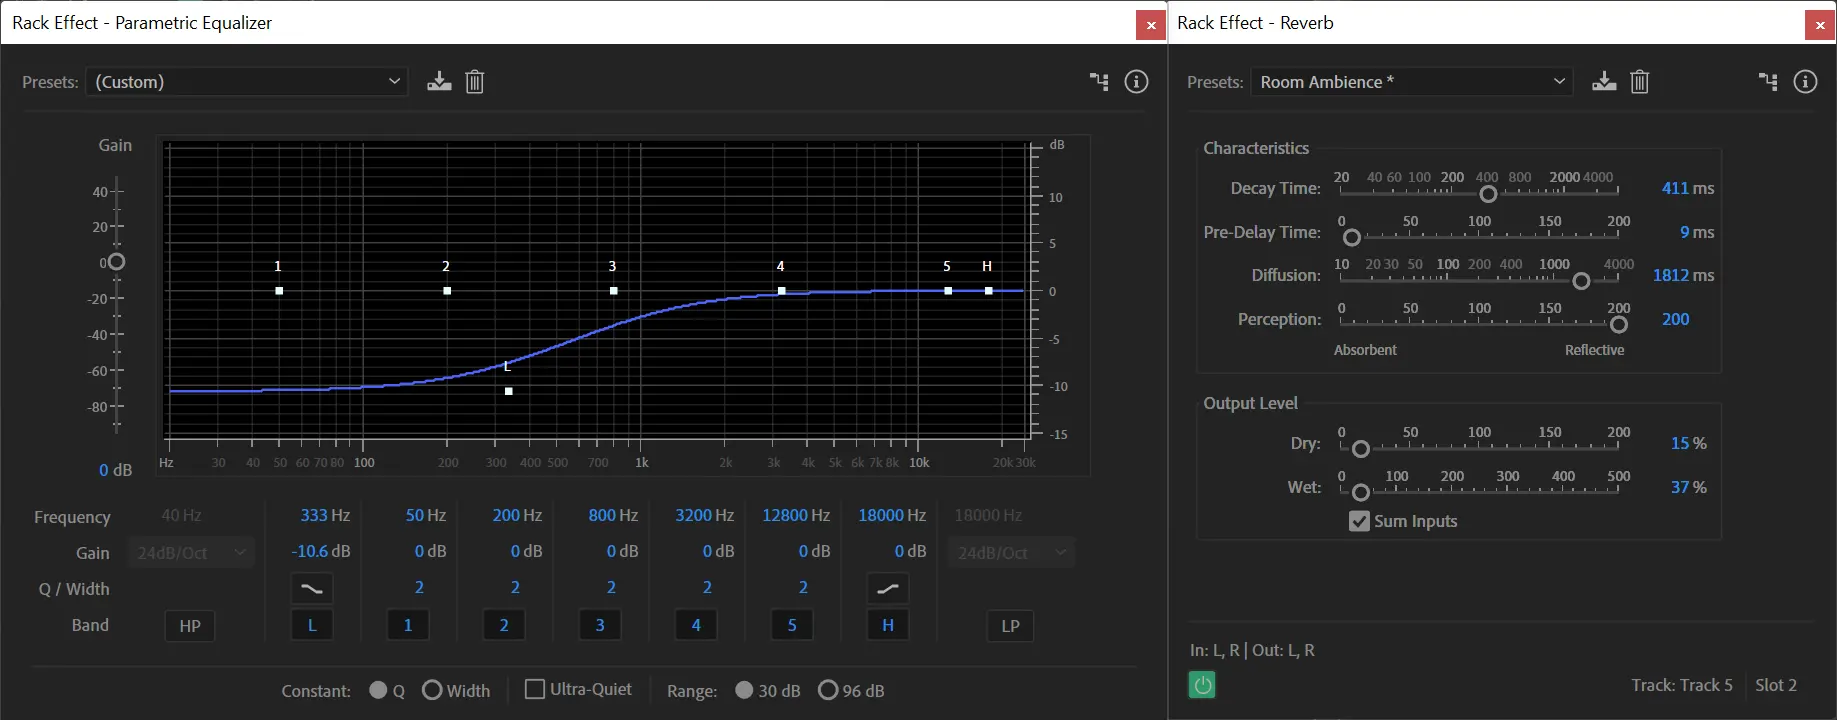 Rack Effect - Parametric Equalizer
Presets: (Custom)
Gain
40
20
0
-20
-40
-60
-80
0 dB
dB
10
5
0
-5
-10
-15
1 2 3 4 5 H
L
Hz 30 40 50 60 70 80 100 200 300 400 500 700 1k 2k 3k 4k 5k 6k 7k 8k 10k 20k 30k
Frequency 40 Hz 333 Hz 50 Hz 200 Hz 800 Hz 3200 Hz 12800 Hz 18000 Hz 18000 Hz
Gain 24dB/Oct -10.6 dB 0 dB 0 dB 0 dB 0 dB 0 dB 0 dB 24dB/Oct
Q / Width 2 2 2 2 2
Band HP L 1 2 3 4 5 H LP
Constant: Q Width Ultra-Quiet Range: 30 dB 96 dB
Rack Effect - Reverb
Presets: Room Ambience *
Characteristics
20 40 60 100 200 400 800 2000 4000
Decay Time: 411 ms
0 50 100 150 200
Pre-Delay Time: 9 ms
10 20 30 50 100 200 400 1000 4000
Diffusion: 1812 ms
0 50 100 150 200
Perception: 200
Absorbent Reflective
Output Level
0 50 100 150 200
Dry: 15 %
0 100 200 300 400 500
Wet: 37 %
Sum Inputs
In: L, R | Out: L, R
Track: Track 5 Slot 2